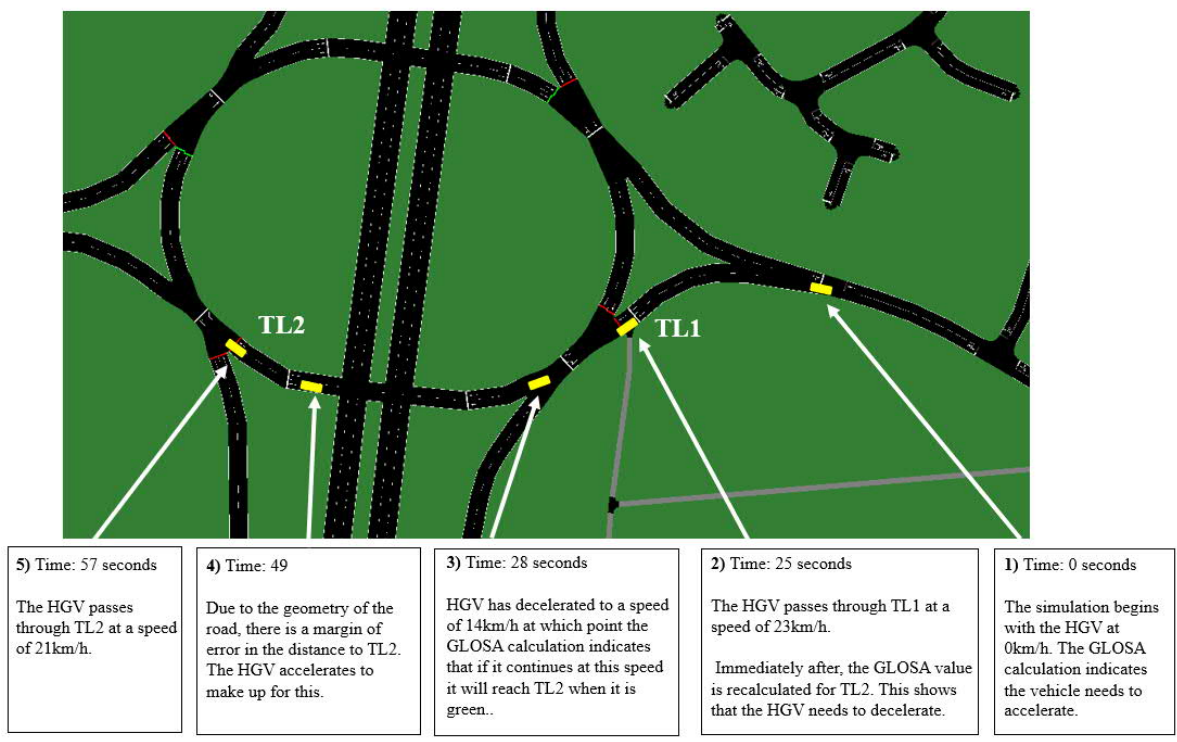 TL2
TL1
5) Time: 57 seconds
The HGV passes
through TL2 at a speed
of 21km/h.
4) Time: 49
Due to the geometry of the
road, there is a margin of
error in the distance to TL2.
The HGV accelerates to
make up for this.
3) Time: 28 seconds
HGV has decelerated to a speed
of 14km/h at which point the
GLOSA calculation indicates
that if it continues at this speed
it will reach TL2 when it is
green..
2) Time: 25 seconds
The HGV passes through TL1 at a
speed of 23km/h.
Immediately after, the GLOSA value
is recalculated for TL2. This shows
that the HGV needs to decelerate.
1) Time: 0 seconds
The simulation begins
with the HGV at
0km/h. The GLOSA
calculation indicates
the vehicle needs to
accelerate.